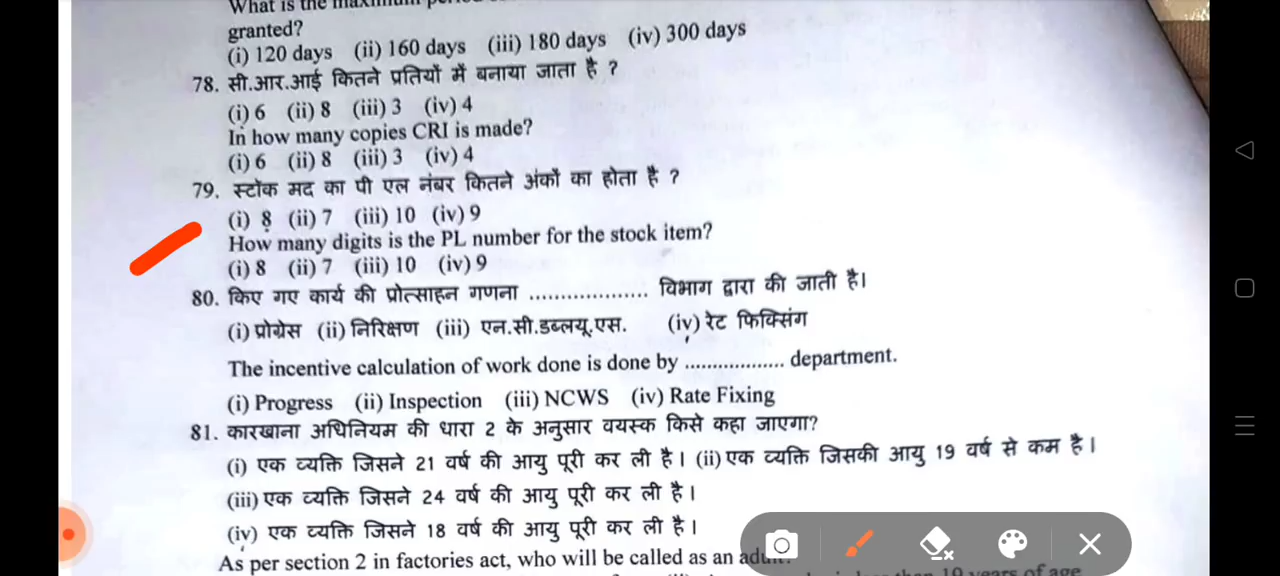 What is the maximum
granted?
(i) 120 days (ii) 160 days (iii) 180 days (iv) 300 days
78. सी.आर.आई कितने प्रतियों में बनाया जाता है ?
(i) 6 (ii) 8 (iii) 3 (iv) 4
In how many copies CRI is made?
(i) 6 (ii) 8 (iii) 3 (iv) 4
79. स्टॉक मद का पी एल नंबर कितने अंकों का होता है ?
(i) 8 (ii) 7 (iii) 10 (iv) 9
How many digits is the PL number for the stock item?
(i) 8 (ii) 7 (iii) 10 (iv) 9
80. किए गए कार्य की प्रोत्साहन गणना .................... विभाग द्वारा की जाती है।
(i) प्रोग्रेस (ii) निरिक्षण (iii) एन.सी.डब्लयू.एस. (iv) रेट फिक्सिंग
The incentive calculation of work done is done by .................. department.
(i) Progress (ii) Inspection (iii) NCWS (iv) Rate Fixing
81. कारखाना अधिनियम की धारा 2 के अनुसार वयस्क किसे कहा जाएगा?
(i) एक व्यक्ति जिसने 21 वर्ष की आयु पूरी कर ली है। (ii) एक व्यक्ति जिसकी आयु 19 वर्ष से कम है।
(iii) एक व्यक्ति जिसने 24 वर्ष की आयु पूरी कर ली है।
(iv) एक व्यक्ति जिसने 18 वर्ष की आयु पूरी कर ली है।
As per section 2 in factories act, who will be called as an adult?
years of age